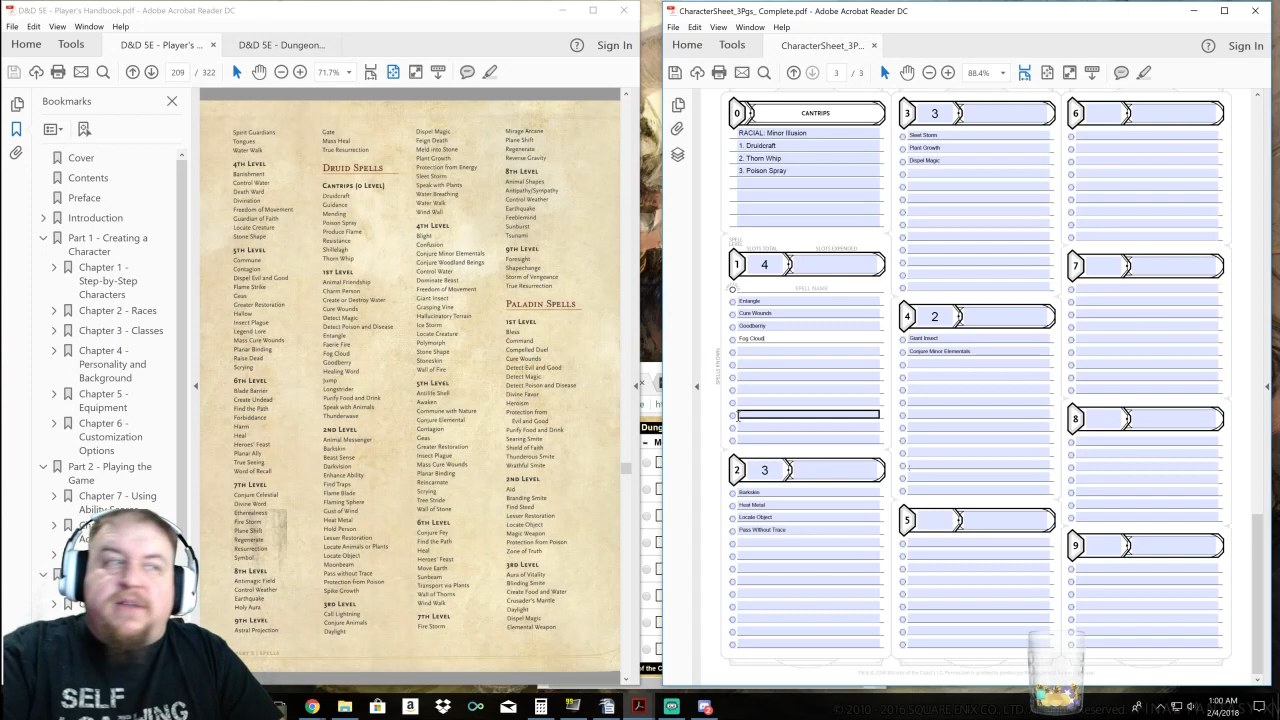 D&D 5E - Player's Handbook.pdf - Adobe Acrobat Reader DC
File Edit View Window Help
Home Tools D&D 5E - Player's ... D&D 5E - Dungeon... Sign In
209 / 322 71.7%
Bookmarks
Cover
Contents
Preface
Introduction
Part 1 - Creating a
Character
Chapter 1 -
Step-by-Step
Characters
Chapter 2 - Races
Chapter 3 - Classes
Chapter 4 -
Personality and
Background
Chapter 5 -
Equipment
Chapter 6 -
Customization
Options
Part 2 - Playing the
Game
Chapter 7 - Using
Spirit Guardians
Tongues
Water Walk
4th Level
Banishment
Control Water
Death Ward
Divination
Freedom of Movement
Guardian of Faith
Locate Creature
Stone Shape
5th Level
Commune
Contagion
Dispel Evil and Good
Flame Strike
Geas
Greater Restoration
Hallow
Insect Plague
Legend Lore
Mass Cure Wounds
Planar Binding
Raise Dead
Scrying
6th Level
Blade Barrier
Create Undead
Find the Path
Forbiddance
Harm
Heal
Heroes' Feast
Planar Ally
True Seeing
Word of Recall
7th Level
Conjure Celestial
Divine Word
Etherealness
Fire Storm
Plane Shift
Regenerate
Resurrection
Symbol
8th Level
Antimagic Field
Control Weather
Earthquake
Holy Aura
9th Level
Astral Projection
Gate
Mass Heal
True Resurrection
Druid Spells
Cantrips (0 Level)
Druidcraft
Guidance
Mending
Poison Spray
Produce Flame
Resistance
Shillelagh
Thorn Whip
1st Level
Animal Friendship
Charm Person
Create or Destroy Water
Cure Wounds
Detect Magic
Detect Poison and Disease
Entangle
Faerie Fire
Fog Cloud
Goodberry
Healing Word
Jump
Longstrider
Purify Food and Drink
Speak with Animals
Thunderwave
2nd Level
Animal Messenger
Barkskin
Beast Sense
Darkvision
Enhance Ability
Find Traps
Flame Blade
Flaming Sphere
Gust of Wind
Heat Metal
Hold Person
Lesser Restoration
Locate Animals or Plants
Locate Object
Moonbeam
Pass without Trace
Protection from Poison
Spike Growth
3rd Level
Call Lightning
Conjure Animals
Daylight
Dispel Magic
Feign Death
Meld into Stone
Plant Growth
Protection from Energy
Sleet Storm
Speak with Plants
Water Breathing
Water Walk
Wind Wall
4th Level
Blight
Confusion
Conjure Minor Elementals
Conjure Woodland Beings
Control Water
Dominate Beast
Freedom of Movement
Giant Insect
Grasping Vine
Hallucinatory Terrain
Ice Storm
Locate Creature
Polymorph
Stone Shape
Stoneskin
Wall of Fire
5th Level
Antilife Shell
Awaken
Commune with Nature
Conjure Elemental
Contagion
Geas
Greater Restoration
Insect Plague
Mass Cure Wounds
Planar Binding
Reincarnate
Scrying
Tree Stride
Wall of Stone
6th Level
Conjure Fey
Find the Path
Heal
Heroes' Feast
Move Earth
Sunbeam
Transport via Plants
Wall of Thorns
Wind Walk
7th Level
Fire Storm
Mirage Arcane
Plane Shift
Regenerate
Reverse Gravity
8th Level
Animal Shapes
Antipathy/Sympathy
Control Weather
Earthquake
Feeblemind
Sunburst
Tsunami
9th Level
Foresight
Shapechange
Storm of Vengeance
True Resurrection
Paladin Spells
1st Level
Bless
Command
Compelled Duel
Cure Wounds
Detect Evil and Good
Detect Magic
Detect Poison and Disease
Divine Favor
Heroism
Protection from
Evil and Good
Purify Food and Drink
Searing Smite
Shield of Faith
Thunderous Smite
Wrathful Smite
2nd Level
Aid
Branding Smite
Find Steed
Lesser Restoration
Locate Object
Magic Weapon
Protection from Poison
Zone of Truth
3rd Level
Aura of Vitality
Blinding Smite
Create Food and Water
Crusader's Mantle
Daylight
Dispel Magic
Elemental Weapon
SELF
CharacterSheet_3Pgs_ Complete.pdf - Adobe Acrobat Reader DC
File Edit View Window Help
Home Tools CharacterSheet_3P... Sign In
3 / 3 88.4%
0 CANTRIPS
RACIAL: Minor Illusion
1. Druidcraft
2. Thorn Whip
3. Poison Spray
SPELL LEVEL SLOTS TOTAL SLOTS EXPENDED
1 4
SPELL NAME
Entangle
Cure Wounds
Goodberry
Fog Cloud
SPELLS KNOWN
2 3
Barkskin
Heat Metal
Locate Object
Pass Without Trace
3 3
Sleet Storm
Plant Growth
Dispel Magic
4 2
Giant Insect
Conjure Minor Elementals
5
6
7
8
9
1:00 AM
2/4/2018
© 2010 - 2016 SQUARE ENIX CO., LTD. All Rights